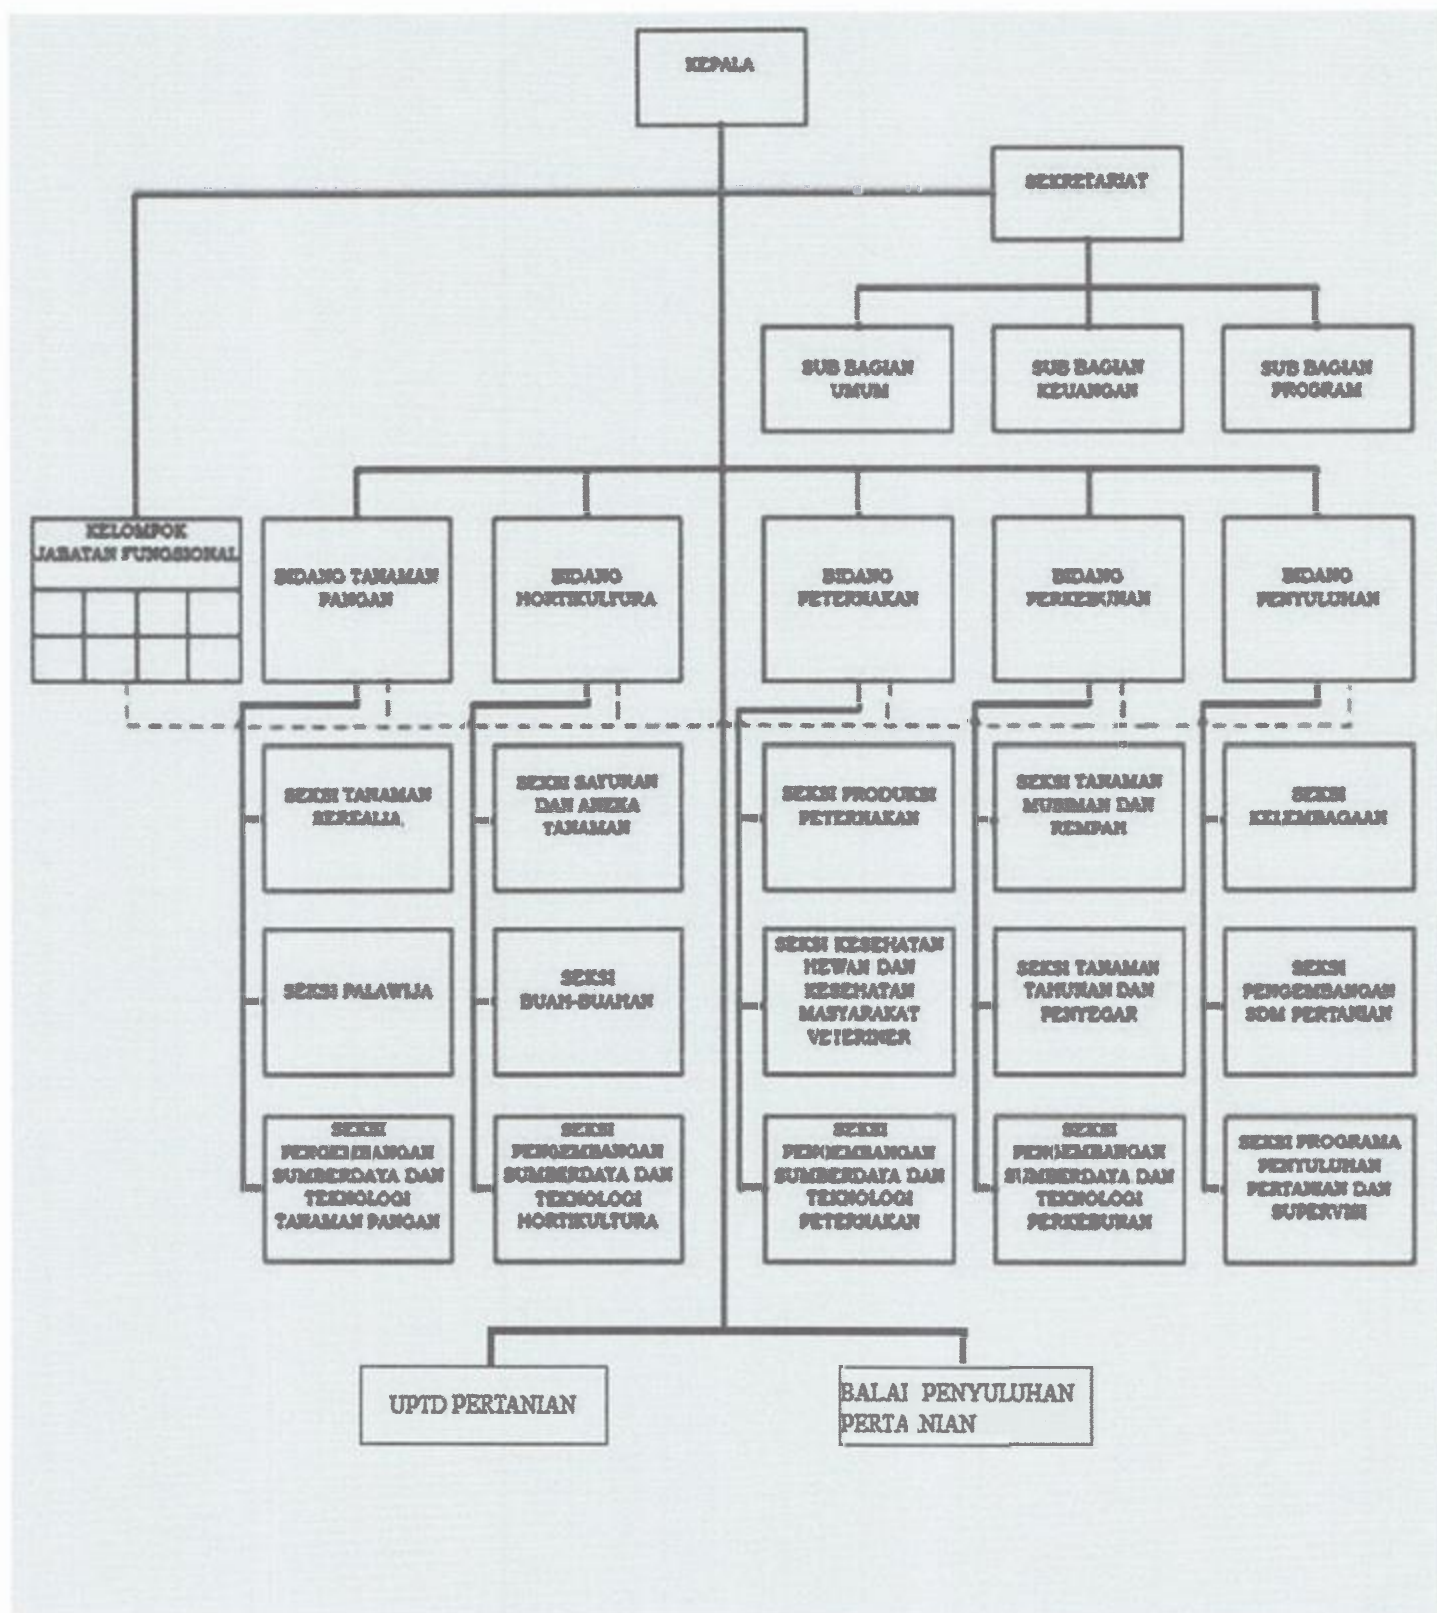 KEPALA
SEKRETARIAT
SUB BAGIAN
UMUM
SUB BAGIAN
KEUANGAN
SUB BAGIAN
PROGRAM
KELOMPOK
JABATAN FUNGSIONAL
BIDANG TANAMAN
PANGAN
BIDANG
HORTIKULTURA
BIDANG
PETERNAKAN
BIDANG
PERKEBUNAN
BIDANG
PENYULUHAN
SEKSI TANAMAN
SEREALIA
SEKSI SAYURAN
DAN ANEKA
TANAMAN
SEKSI PRODUKSI
PETERNAKAN
SEKSI TANAMAN
MUSIMAN DAN
REMPAH
SEKSI
KELEMBAGAAN
SEKSI PALAWIJA
SEKSI
BUAH-BUAHAN
SEKSI KESEHATAN
HEWAN DAN
KESEHATAN
MASYARAKAT
VETERINER
SEKSI TANAMAN
TAHUNAN DAN
PENYEGAR
SEKSI
PENGEMBANGAN
SDM PERTANIAN
SEKSI
PENGEMBANGAN
SUMBERDAYA DAN
TEKNOLOGI
TANAMAN PANGAN
SEKSI
PENGEMBANGAN
SUMBERDAYA DAN
TEKNOLOGI
HORTIKULTURA
SEKSI
PENGEMBANGAN
SUMBERDAYA DAN
TEKNOLOGI
PETERNAKAN
SEKSI
PENGEMBANGAN
SUMBERDAYA DAN
TEKNOLOGI
PERKEBUNAN
SEKSI PROGRAMA
PENYULUHAN
PERTANIAN DAN
SUPERVISI
UPTD PERTANIAN
BALAI PENYULUHAN
PERTANIAN